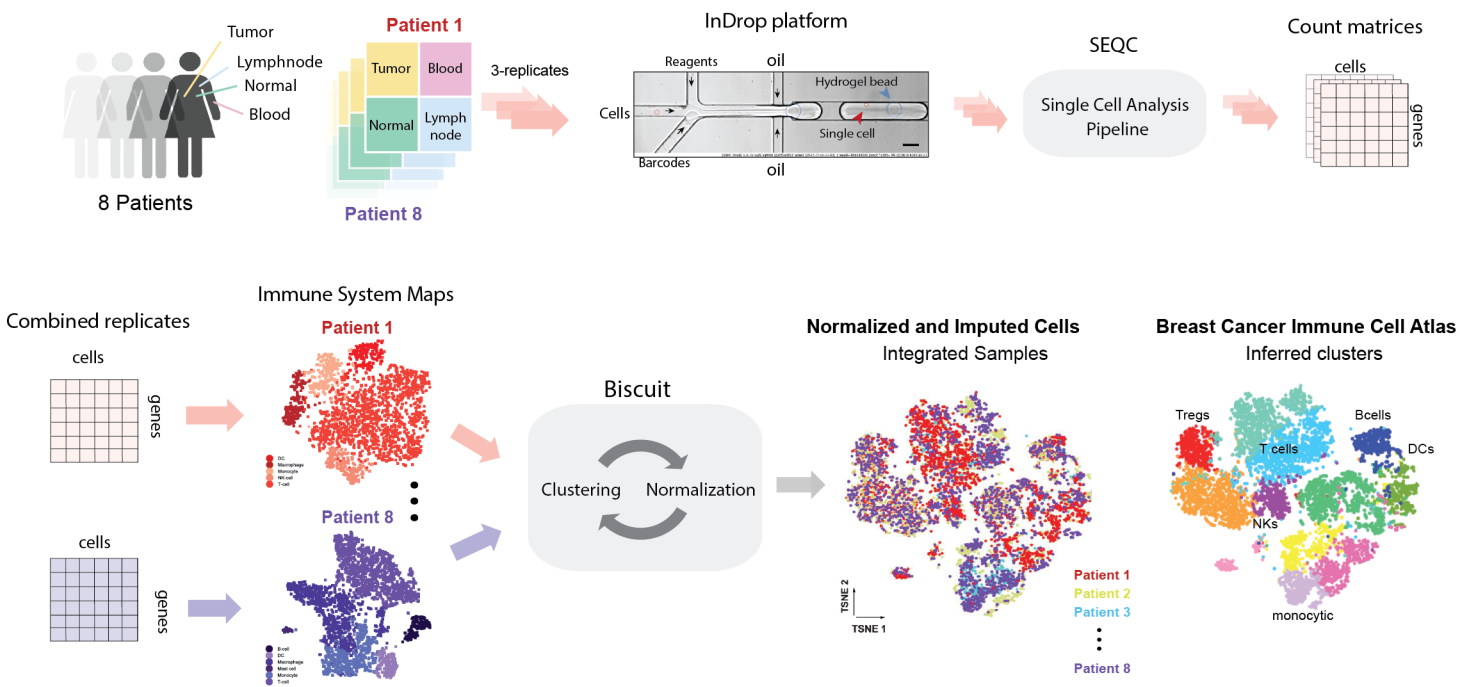 Tumor
Lymphnode
Normal
Blood
8 Patients
Patient 1
Tumor
Blood
Normal
Lymph
node
Patient 8
3-replicates
InDrop platform
oil
Reagents
Hydrogel bead
Cells
Single cell
Barcodes
oil
SEQC
Single Cell Analysis
Pipeline
Count matrices
cells
genes
Combined replicates
cells
genes
cells
genes
Immune System Maps
Patient 1
DC
Macrophage
Monocyte
NK-cell
T-cell
Patient 8
B-cell
DC
Macrophage
Mast cell
Monocyte
T-cell
Biscuit
Clustering
Normalization
Normalized and Imputed Cells
Integrated Samples
TSNE 2
TSNE 1
Patient 1
Patient 2
Patient 3
Patient 8
Breast Cancer Immune Cell Atlas
Inferred clusters
Tregs
Bcells
T cells
DCs
NKs
monocytic